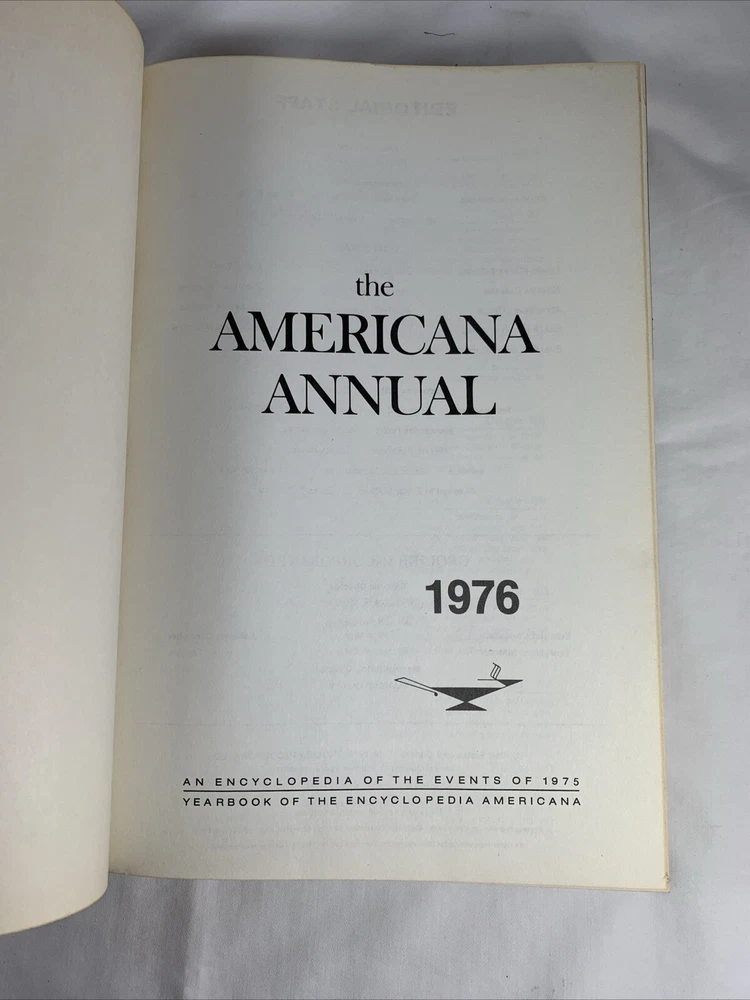 the
AMERICANA
ANNUAL
1976
AN ENCYCLOPEDIA OF THE EVENTS OF 1975
YEARBOOK OF THE ENCYCLOPEDIA AMERICANA